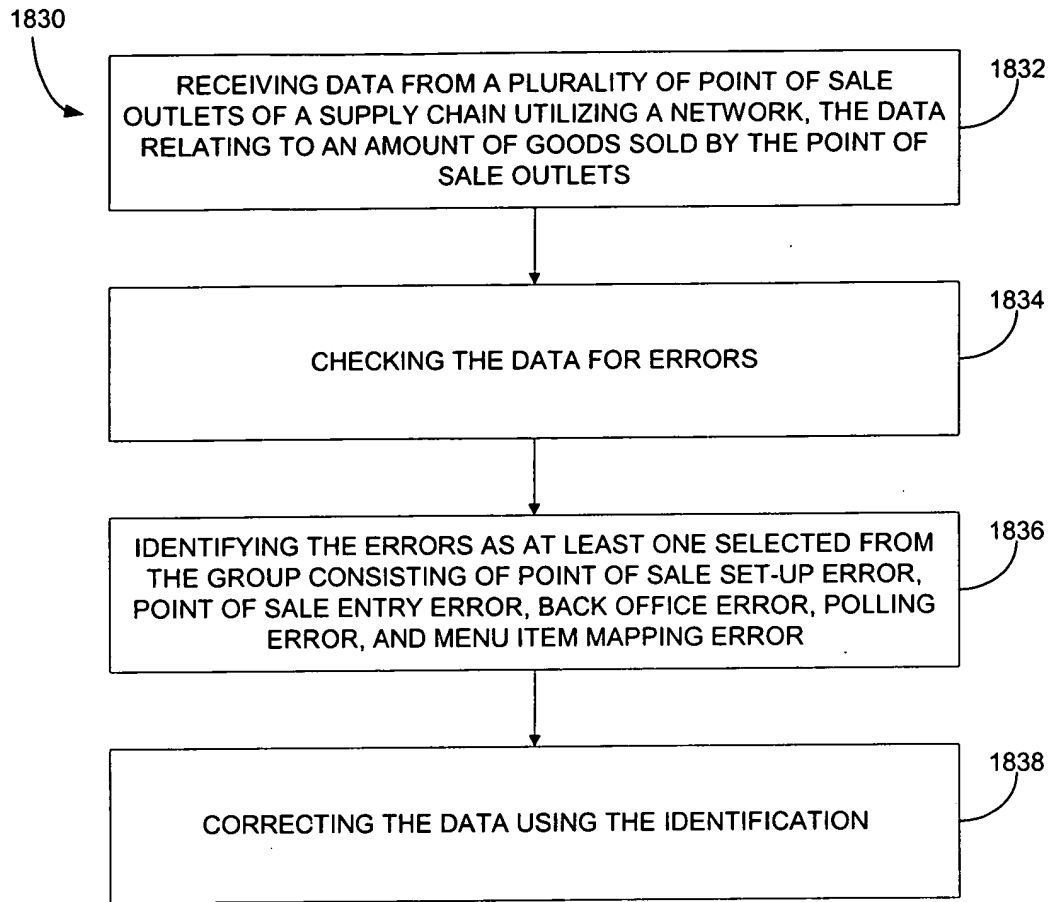 1830
RECEIVING DATA FROM A PLURALITY OF POINT OF SALE
OUTLETS OF A SUPPLY CHAIN UTILIZING A NETWORK, THE DATA
RELATING TO AN AMOUNT OF GOODS SOLD BY THE POINT OF
SALE OUTLETS
1832
CHECKING THE DATA FOR ERRORS
1834
IDENTIFYING THE ERRORS AS AT LEAST ONE SELECTED FROM
THE GROUP CONSISTING OF POINT OF SALE SET-UP ERROR,
POINT OF SALE ENTRY ERROR, BACK OFFICE ERROR, POLLING
ERROR, AND MENU ITEM MAPPING ERROR
1836
CORRECTING THE DATA USING THE IDENTIFICATION
1838